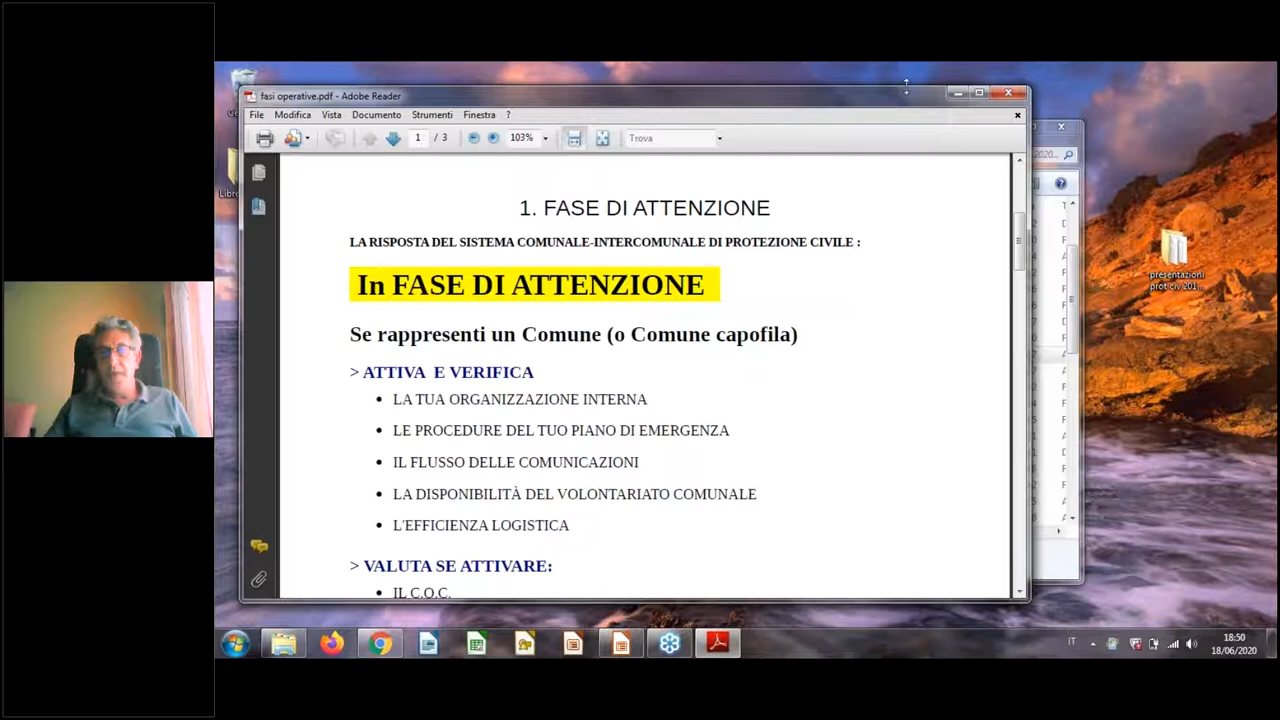 fasi operative.pdf - Adobe Reader
File Modifica Vista Documento Strumenti Finestra ?
1 / 3 103% Trova
1. FASE DI ATTENZIONE
LA RISPOSTA DEL SISTEMA COMUNALE-INTERCOMUNALE DI PROTEZIONE CIVILE :
In FASE DI ATTENZIONE
Se rappresenti un Comune (o Comune capofila)
> ATTIVA E VERIFICA
• LA TUA ORGANIZZAZIONE INTERNA
• LE PROCEDURE DEL TUO PIANO DI EMERGENZA
• IL FLUSSO DELLE COMUNICAZIONI
• LA DISPONIBILITÀ DEL VOLONTARIATO COMUNALE
• L'EFFICIENZA LOGISTICA
> VALUTA SE ATTIVARE:
• IL C.O.C.
2020...
presentazioni
prot civ 201...
IT
18:50
18/06/2020